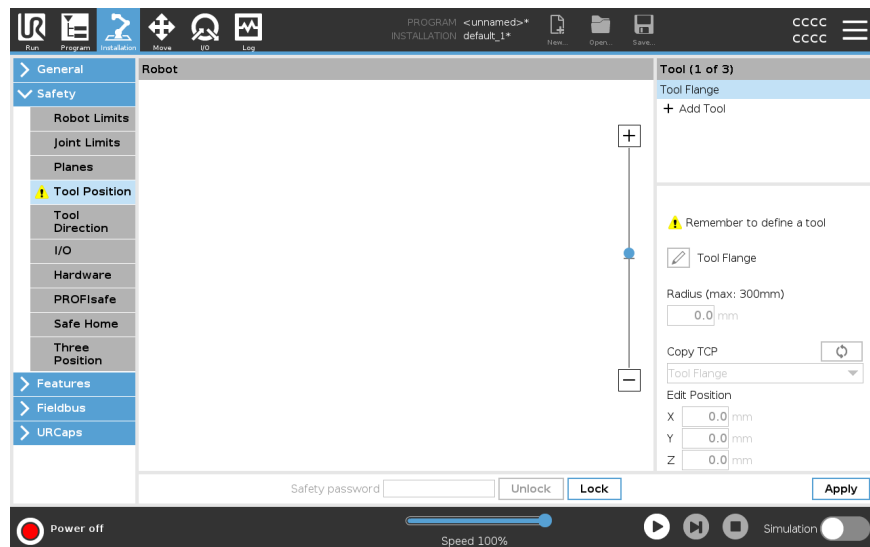 PROGRAM <unnamed>*
INSTALLATION default_1*
Run Program Installation Move I/O Log New... Open... Save...
cccc
cccc
General
Safety
Robot Limits
Joint Limits
Planes
Tool Position
Tool
Direction
I/O
Hardware
PROFIsafe
Safe Home
Three
Position
Features
Fieldbus
URCaps
Robot
Tool (1 of 3)
Tool Flange
+ Add Tool
Remember to define a tool
Tool Flange
Radius (max: 300mm)
0.0 mm
Copy TCP
Tool Flange
Edit Position
X 0.0 mm
Y 0.0 mm
Z 0.0 mm
Safety password Unlock Lock Apply
Power off
Speed 100%
Simulation